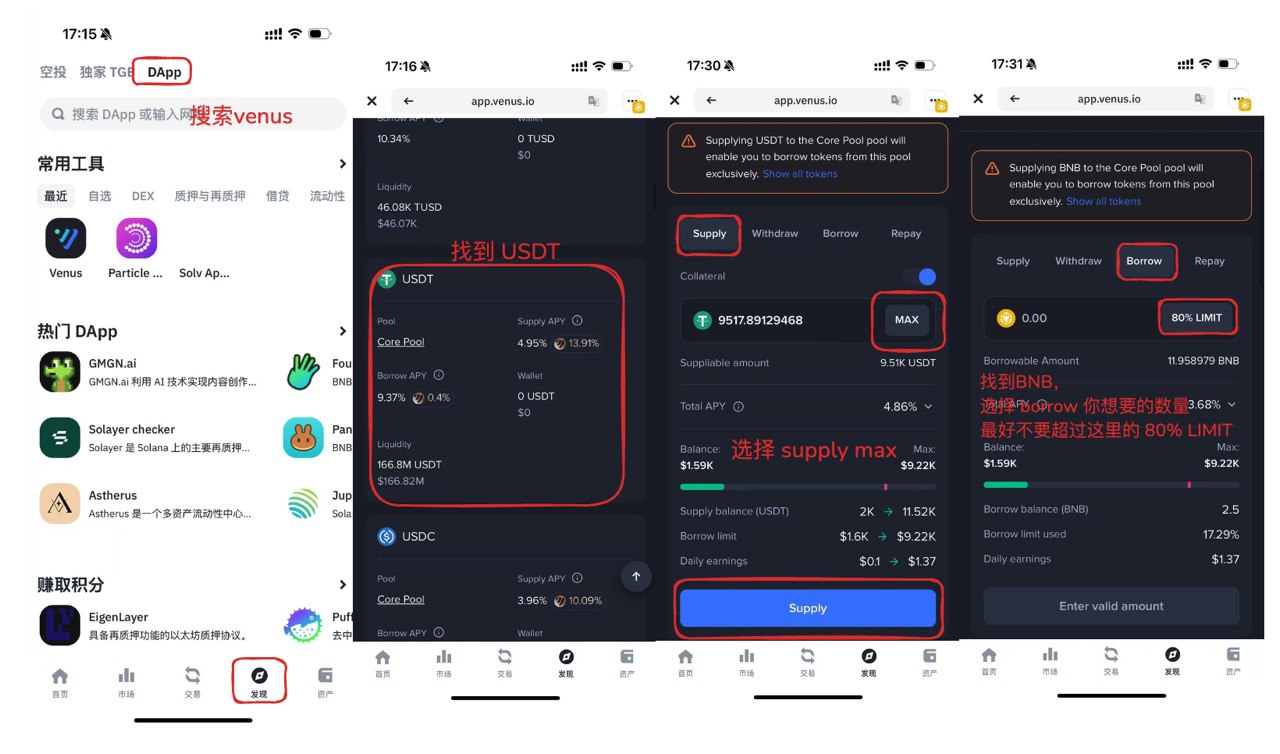 17:15
空投 独家 TGE DApp
搜索 DApp 或输入网
搜索venus
常用工具
最近 自选 DEX 质押与再质押 借贷 流动性
Venus Particle ... Solv Ap...
热门 DApp
GMGN.ai
GMGN.ai 利用 AI 技术实现内容创作...
Fou
BNB
Solayer checker
Solayer 是 Solana 上的主要再质押...
Pan
BNB
Astherus
Astherus 是一个多资产流动性中心...
Jup
Sola
赚取积分
EigenLayer
具备再质押功能的以太坊质押协议。
Puff
去中
首页 市场 交易 发现 资产
17:16
app.venus.io
Borrow APY Wallet
10.34% 0 TUSD
$0
Liquidity
46.08K TUSD
$46.07K
找到 USDT
USDT
Pool Supply APY
Core Pool 4.95% 13.91%
Borrow APY Wallet
9.37% 0.4% 0 USDT
$0
Liquidity
166.8M USDT
$166.82M
USDC
Pool Supply APY
Core Pool 3.96% 10.09%
Borrow APY Wallet
首页 市场 交易 发现 资产
17:30
app.venus.io
Supplying USDT to the Core Pool pool will
enable you to borrow tokens from this pool
exclusively. Show all tokens
Supply Withdraw Borrow Repay
Collateral
9517.89129468 MAX
Suppliable amount 9.51K USDT
Total APY 4.86%
选择 supply max
Balance: Max:
$1.59K $9.22K
Supply balance (USDT) 2K → 11.52K
Borrow limit $1.6K → $9.22K
Daily earnings $0.1 → $1.37
Supply
首页 市场 交易 发现 资产
17:31
app.venus.io
Supplying BNB to the Core Pool pool will
enable you to borrow tokens from this pool
exclusively. Show all tokens
Supply Withdraw Borrow Repay
0.00 80% LIMIT
Borrowable Amount 11.958979 BNB
找到BNB,
选择 borrow 你想要的数量
最好不要超过这里的 80% LIMIT
Total APY 3.68%
Balance: Max:
$1.59K $9.22K
Borrow balance (BNB) 2.5
Borrow limit used 17.29%
Daily earnings $1.37
Enter valid amount
首页 市场 交易 发现 资产